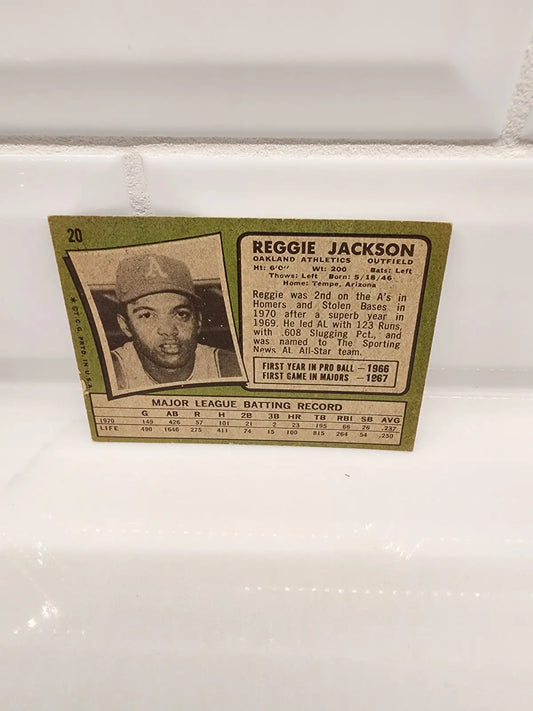 20
REGGIE JACKSON
OAKLAND ATHLETICS OUTFIELD
Ht: 6'0" Wt: 200 Bats: Left
Thows: Left Born: 5/18/46
Home: Tempe, Arizona
Reggie was 2nd on the A's in
Homers and Stolen Bases in
1970 after a superb year in
1969. He led AL with 123 Runs,
with .608 Slugging Pct., and
was named to The Sporting
News AL All-Star team.
FIRST YEAR IN PRO BALL — 1966
FIRST GAME IN MAJORS — 1967
A
★ © T.C.G. PRTD. IN U.S.A.
MAJOR LEAGUE BATTING RECORD
G AB R H 2B 3B HR TB RBI SB AVG
1970 149 426 57 101 21 2 23 195 66 26 .237
LIFE 490 1646 275 411 74 15 100 815 264 54 .250